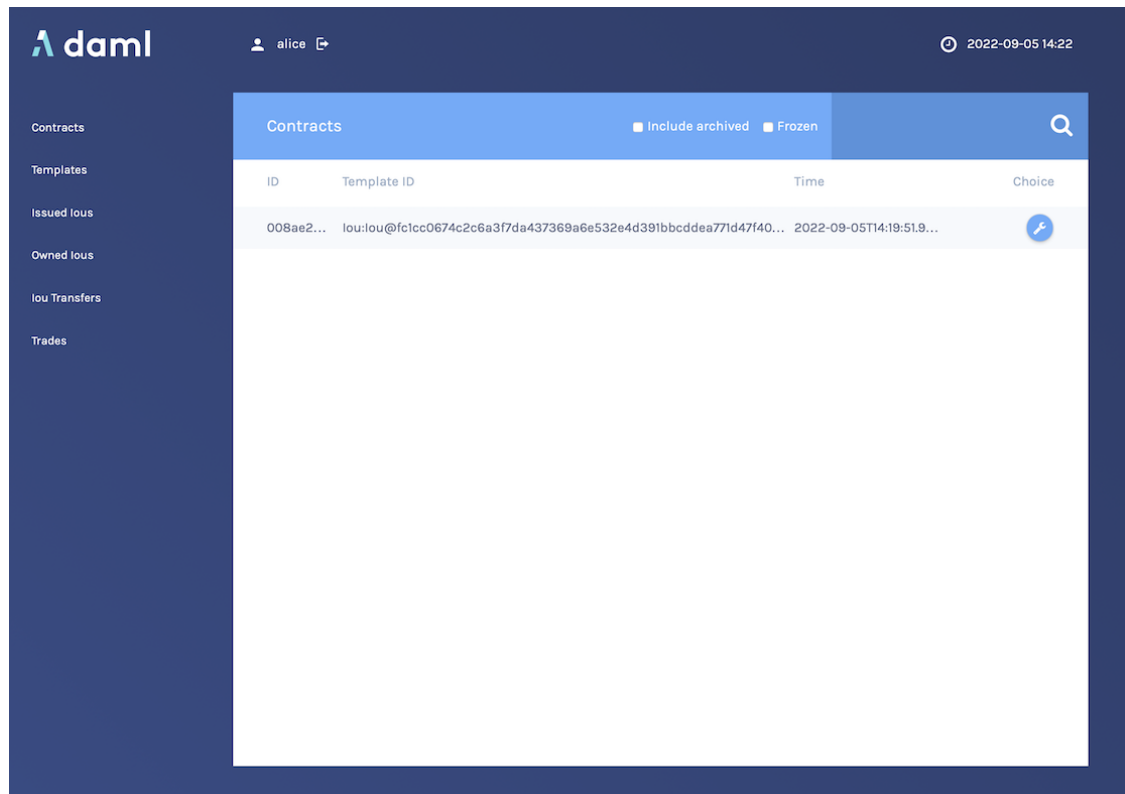 daml
alice
2022-09-05 14:22
Contracts
Templates
Issued Ious
Owned Ious
Iou Transfers
Trades
Contracts
Include archived
Frozen
ID Template ID Time Choice
008ae2... Iou:Iou@fc1cc0674c2c6a3f7da437369a6e532e4d391bbcddea771d47f40... 2022-09-05T14:19:51.9...